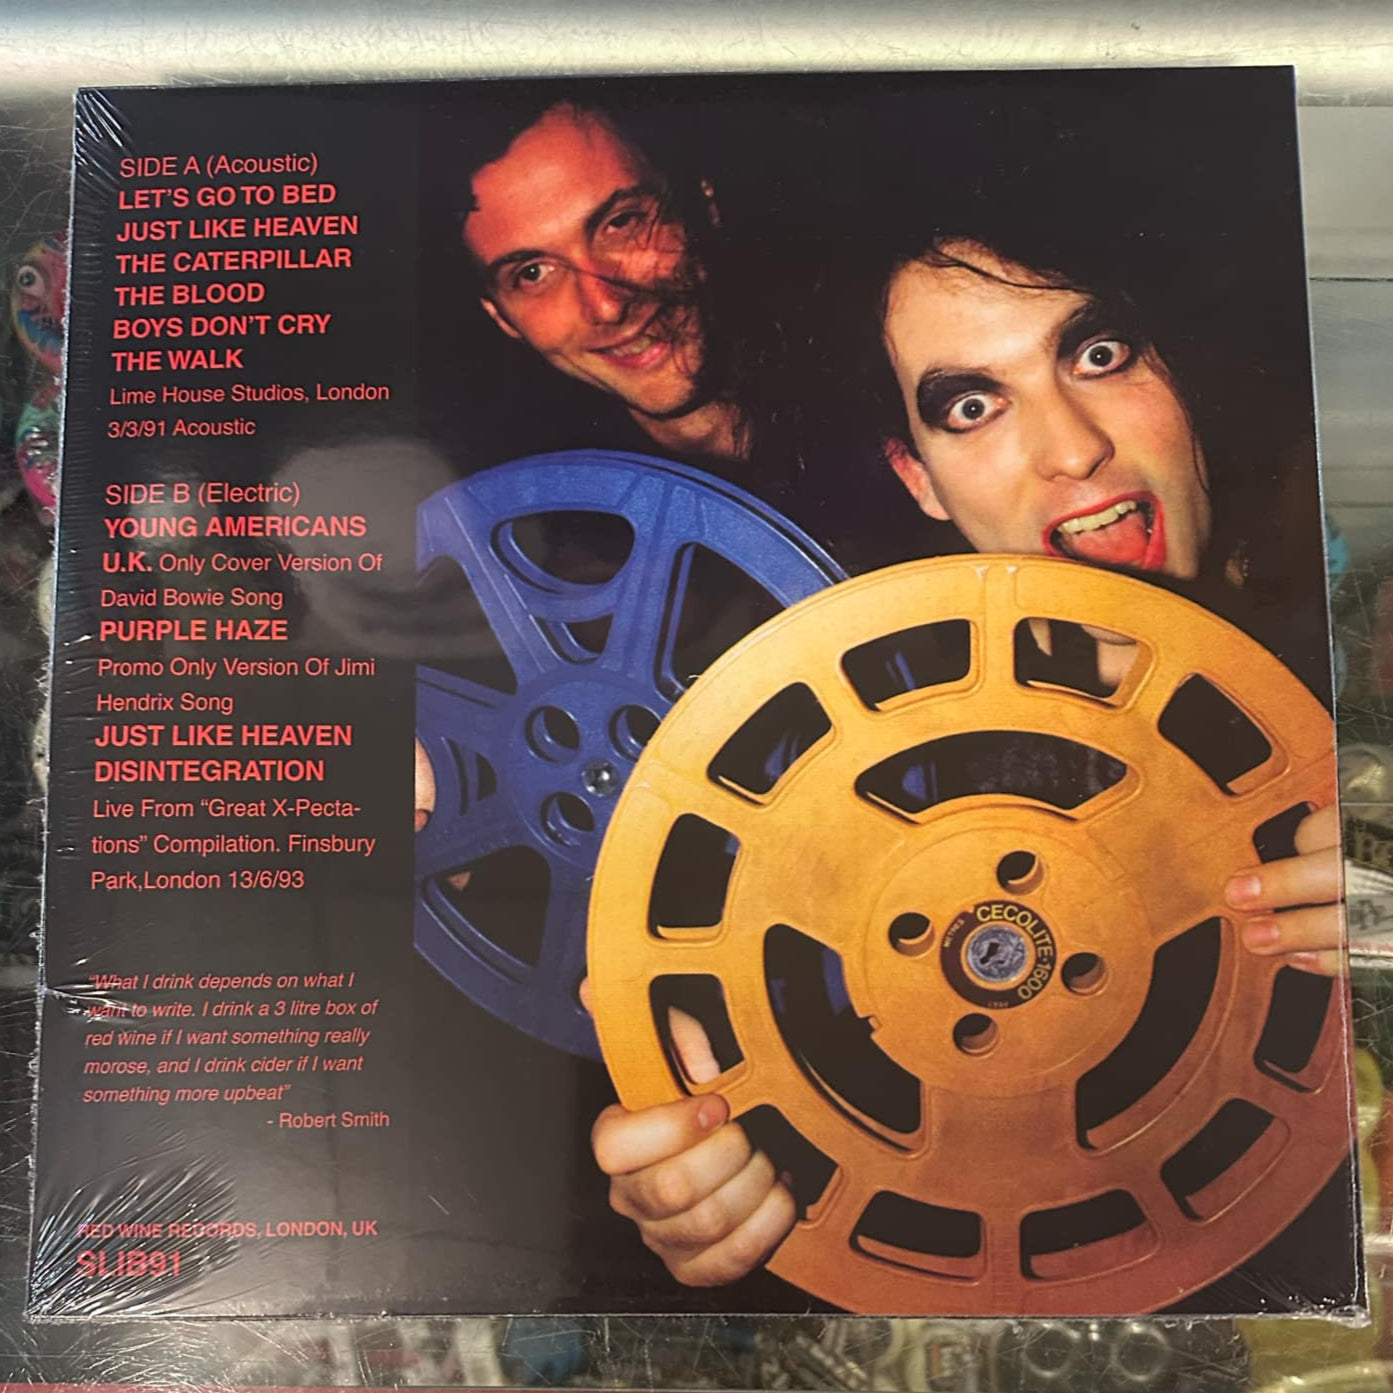 SIDE A (Acoustic)
LET'S GO TO BED
JUST LIKE HEAVEN
THE CATERPILLAR
THE BLOOD
BOYS DON'T CRY
THE WALK
Lime House Studios, London
3/3/91 Acoustic
SIDE B (Electric)
YOUNG AMERICANS
U.K. Only Cover Version Of
David Bowie Song
PURPLE HAZE
Promo Only Version Of Jimi
Hendrix Song
JUST LIKE HEAVEN
DISINTEGRATION
Live From “Great X-Pecta-
tions” Compilation. Finsbury
Park,London 13/6/93
“What I drink depends on what I
want to write. I drink a 3 litre box of
red wine if I want something really
morose, and I drink cider if I want
something more upbeat”
- Robert Smith
RED WINE RECORDS, LONDON, UK
SLIB91
CECOLITE·1600
METRES